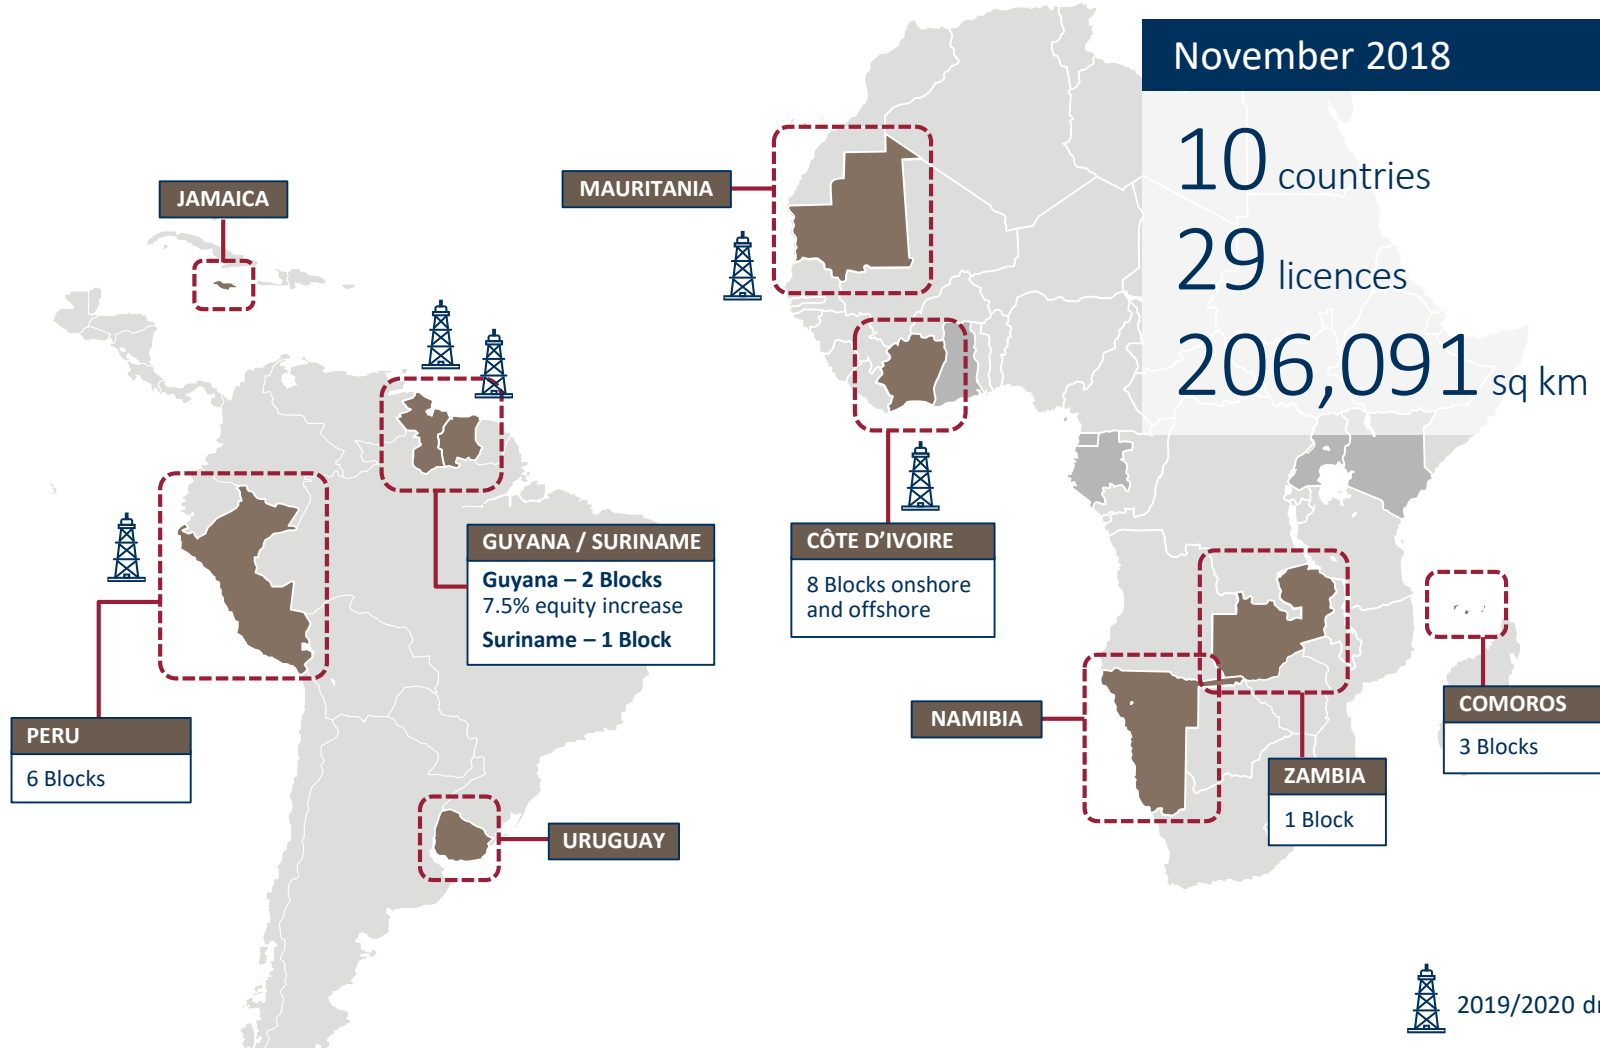 November 2018
10 countries
29 licences
206,091 sq km
JAMAICA
MAURITANIA
GUYANA / SURINAME
Guyana – 2 Blocks
7.5% equity increase
Suriname – 1 Block
CÔTE D'IVOIRE
8 Blocks onshore
and offshore
PERU
6 Blocks
URUGUAY
NAMIBIA
ZAMBIA
1 Block
COMOROS
3 Blocks
2019/2020